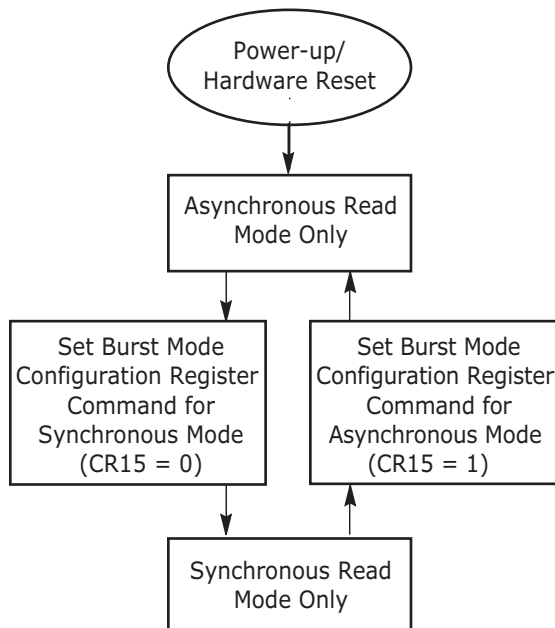 Power-up/
Hardware Reset
Asynchronous Read
Mode Only
Set Burst Mode
Configuration Register
Command for
Synchronous Mode
(CR15 = 0)
Set Burst Mode
Configuration Register
Command for
Asynchronous Mode
(CR15 = 1)
Synchronous Read
Mode Only